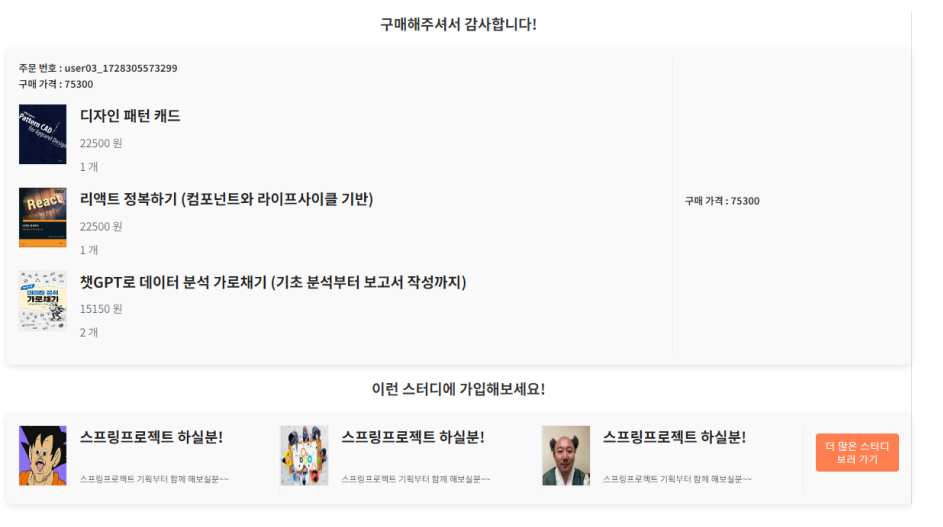 구매해주셔서 감사합니다!
주문 번호 : user03_1728305573299
구매 가격 : 75300
Pattern CAD
for Apparel Design
디자인 패턴 캐드
22500 원
1 개
React
리액트 정복하기 (컴포넌트와 라이프사이클 기반)
22500 원
1 개
데이터 분석
가로채기
챗GPT로 데이터 분석 가로채기 (기초 분석부터 보고서 작성까지)
15150 원
2 개
구매 가격 : 75300
이런 스터디에 가입해보세요!
스프링프로젝트 하실분!
스프링프로젝트 기획부터 함께 해보실분~~
스프링프로젝트 하실분!
스프링프로젝트 기획부터 함께 해보실분~~
스프링프로젝트 하실분!
스프링프로젝트 기획부터 함께 해보실분~~
더 많은 스터디
보러 가기